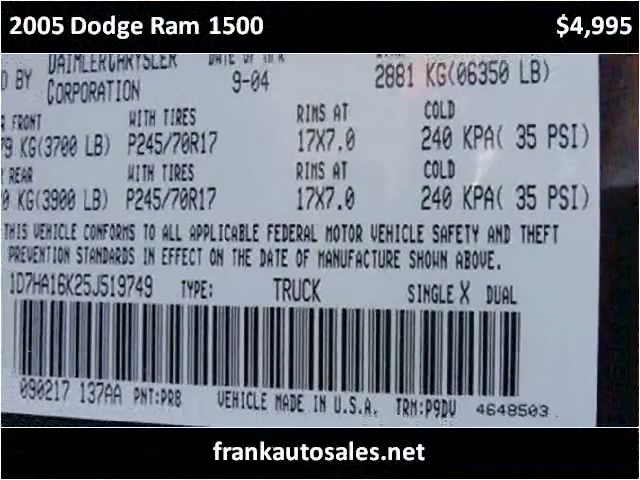 2005 Dodge Ram 1500 $4,995
D BY DAIMLERCHRYSLER DATE OF MFR
CORPORATION 9-04 2881 KG(06350 LB)
FRONT WITH TIRES RIMS AT COLD
79 KG(3700 LB) P245/70R17 17X7.0 240 KPA( 35 PSI)
REAR WITH TIRES RIMS AT COLD
KG(3900 LB) P245/70R17 17X7.0 240 KPA( 35 PSI)
THIS VEHICLE CONFORMS TO ALL APPLICABLE FEDERAL MOTOR VEHICLE SAFETY AND THEFT
PREVENTION STANDARDS IN EFFECT ON THE DATE OF MANUFACTURE SHOWN ABOVE.
1D7HA16K25J519749 TYPE: TRUCK SINGLE X DUAL
090217 137AA PNT:PR8 VEHICLE MADE IN U.S.A. TRM:P9DV 4648503
frankautosales.net